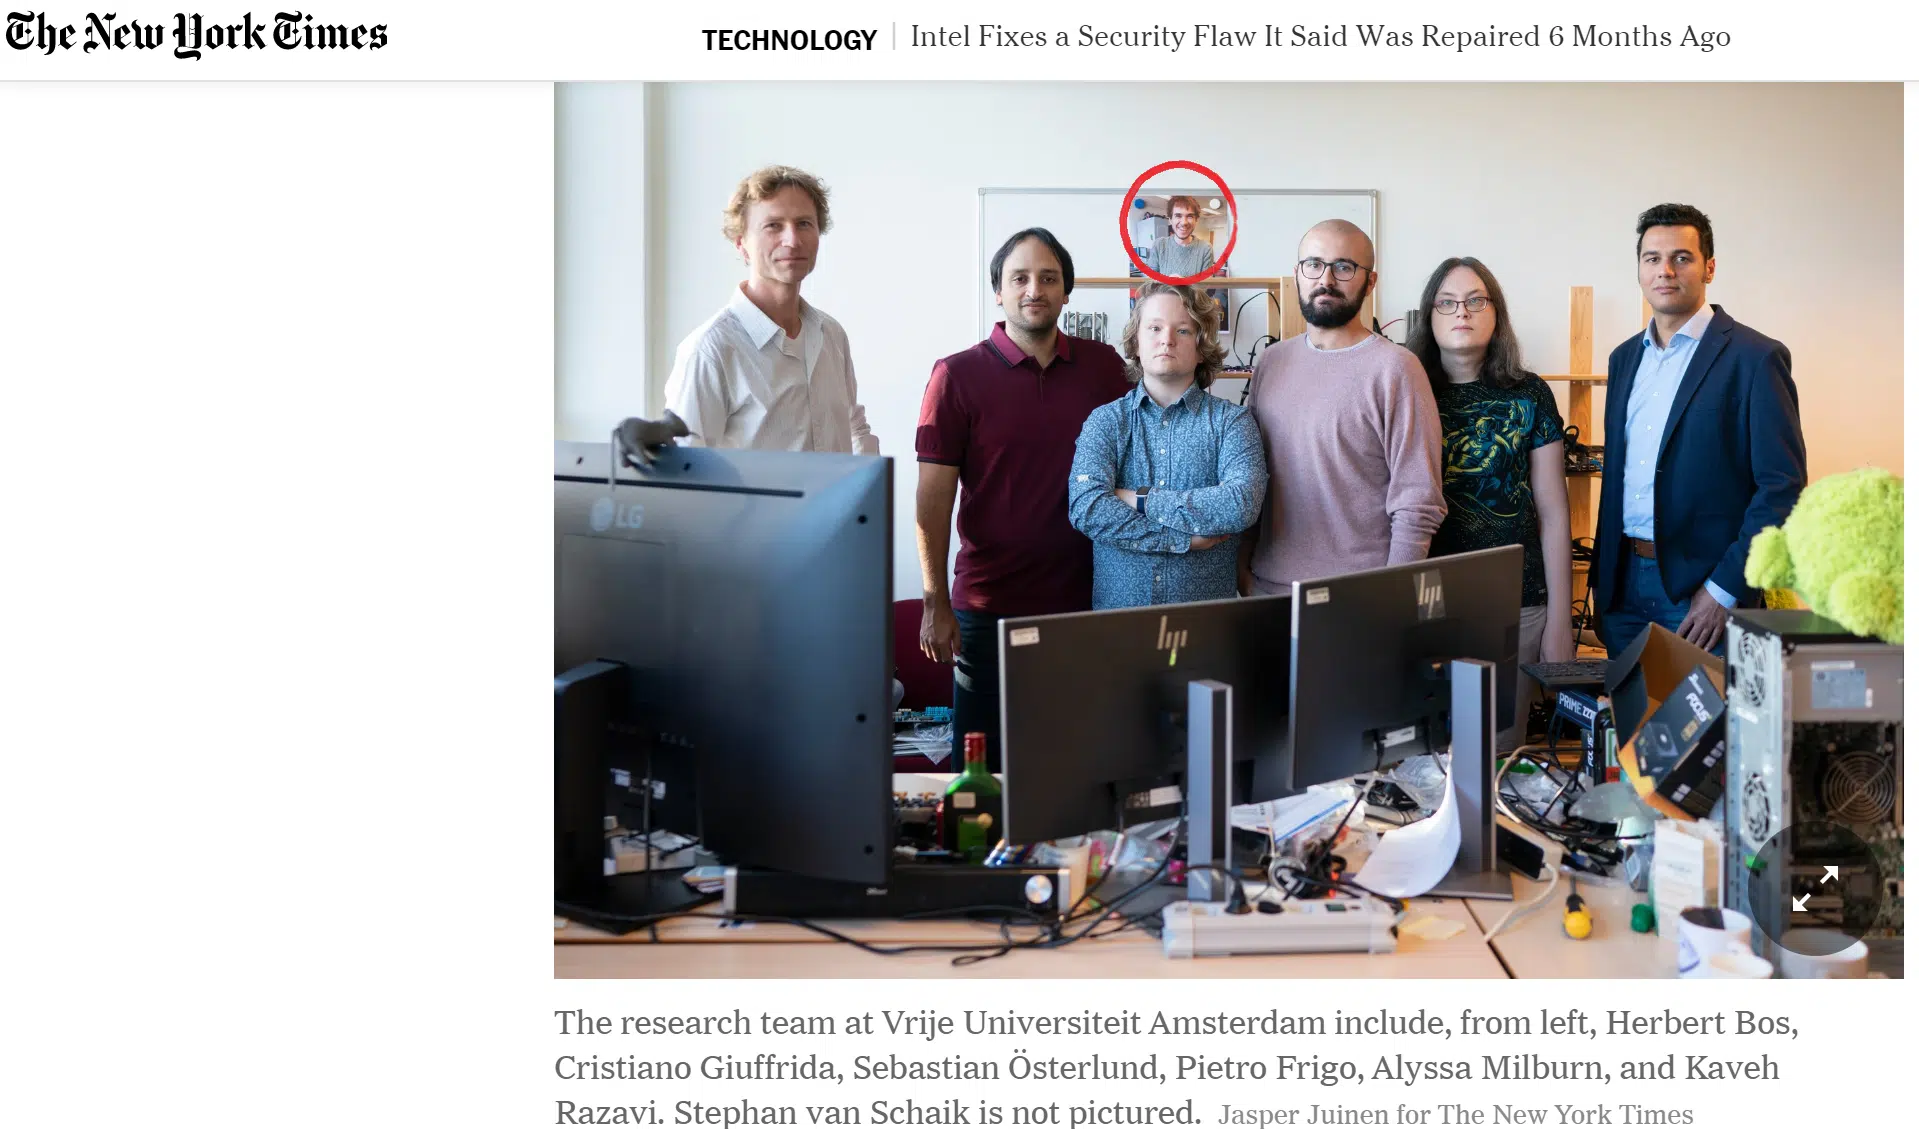 The New York Times
TECHNOLOGY | Intel Fixes a Security Flaw It Said Was Repaired 6 Months Ago
LG
hp
hp
PRIME Z
FOCUS
The research team at Vrije Universiteit Amsterdam include, from left, Herbert Bos,
Cristiano Giuffrida, Sebastian Österlund, Pietro Frigo, Alyssa Milburn, and Kaveh
Razavi. Stephan van Schaik is not pictured. Jasper Juinen for The New York Times